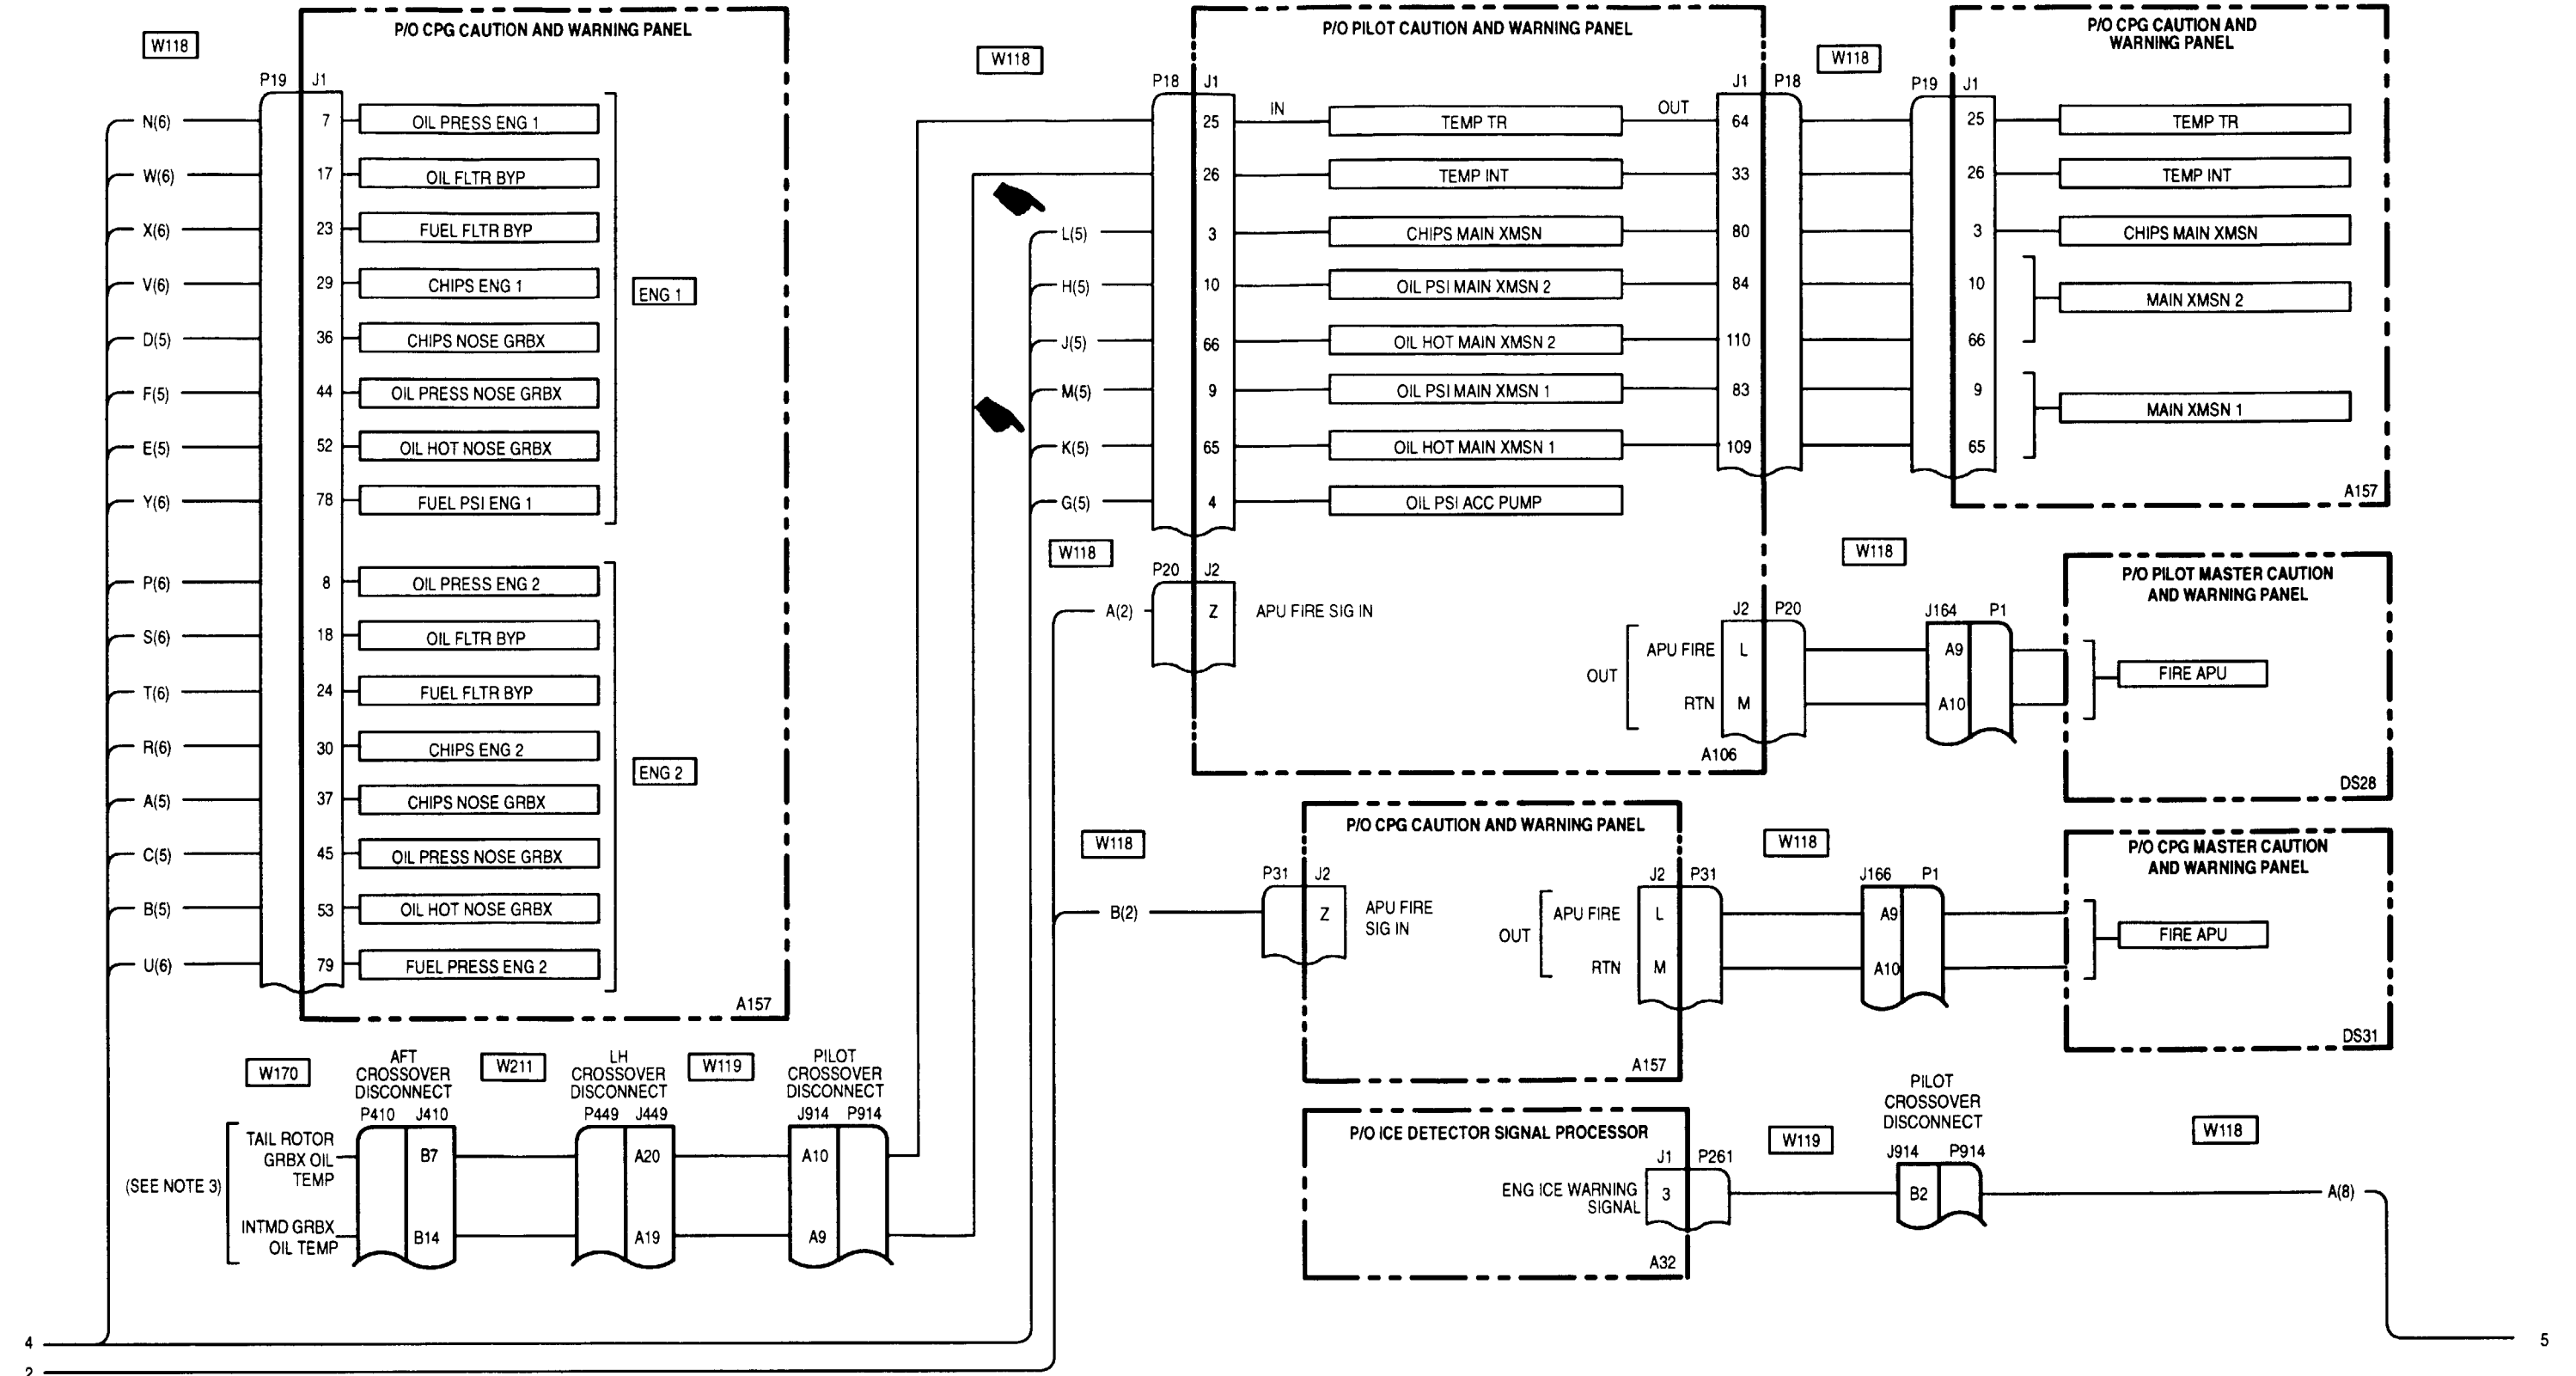 P/O CPG CAUTION AND WARNING PANEL
W118
P19 J1
N(6) 7 OIL PRESS ENG 1
W(6) 17 OIL FLTR BYP
X(6) 23 FUEL FLTR BYP
V(6) 29 CHIPS ENG 1
ENG 1
D(5) 36 CHIPS NOSE GRBX
F(5) 44 OIL PRESS NOSE GRBX
E(5) 52 OIL HOT NOSE GRBX
Y(6) 78 FUEL PSI ENG 1
P(6) 8 OIL PRESS ENG 2
S(6) 18 OIL FLTR BYP
T(6) 24 FUEL FLTR BYP
R(6) 30 CHIPS ENG 2
ENG 2
A(5) 37 CHIPS NOSE GRBX
C(5) 45 OIL PRESS NOSE GRBX
B(5) 53 OIL HOT NOSE GRBX
U(6) 79 FUEL PRESS ENG 2
A157
P/O PILOT CAUTION AND WARNING PANEL
W118
P18 J1
J1 P18
25 IN TEMP TR OUT 64
26 TEMP INT 33
L(5) 3 CHIPS MAIN XMSN 80
H(5) 10 OIL PSI MAIN XMSN 2 84
J(5) 66 OIL HOT MAIN XMSN 2 110
M(5) 9 OIL PSI MAIN XMSN 1 83
K(5) 65 OIL HOT MAIN XMSN 1 109
G(5) 4 OIL PSI ACC PUMP
W118
P20 J2
A(2) Z APU FIRE SIG IN
J2 P20
APU FIRE L
OUT
RTN M
A106
P/O CPG CAUTION AND
WARNING PANEL
W118
P19 J1
25 TEMP TR
26 TEMP INT
3 CHIPS MAIN XMSN
10
MAIN XMSN 2
66
9
MAIN XMSN 1
65
A157
W118
P/O PILOT MASTER CAUTION
AND WARNING PANEL
J164 P1
A9
FIRE APU
A10
DS28
P/O CPG CAUTION AND WARNING PANEL
W118
P31 J2
B(2) Z APU FIRE
SIG IN
J2 P31
APU FIRE L
OUT
RTN M
A157
W118
P/O CPG MASTER CAUTION
AND WARNING PANEL
J166 P1
A9
FIRE APU
A10
DS31
W170
AFT
CROSSOVER
DISCONNECT
P410 J410
W211
LH
CROSSOVER
DISCONNECT
P449 J449
W119
PILOT
CROSSOVER
DISCONNECT
J914 P914
TAIL ROTOR
GRBX OIL
TEMP
B7 A20 A10
(SEE NOTE 3)
INTMD GRBX
OIL TEMP
B14 A19 A9
P/O ICE DETECTOR SIGNAL PROCESSOR
J1 P261
ENG ICE WARNING
SIGNAL
3
A32
W119
PILOT
CROSSOVER
DISCONNECT
J914 P914
B2
W118
A(8)
4
5
2